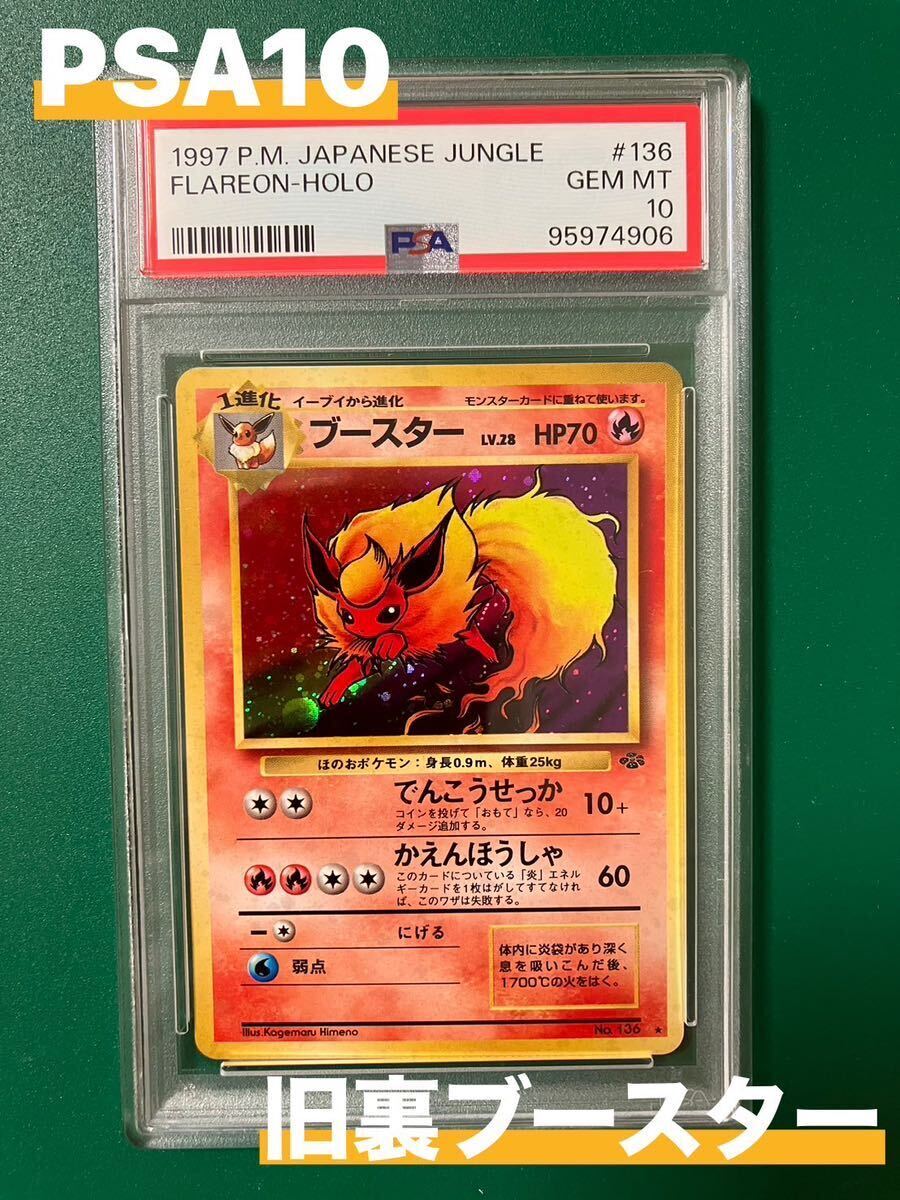 PSA10
1997 P.M. JAPANESE JUNGLE #136
FLAREON-HOLO GEM MT
10
PSA 95974906
1進化 イーブイから進化 モンスターカードに重ねて使います。
ブースター LV.28 HP70
ほのおポケモン：身長0.9m、体重25kg
でんこうせっか 10+
コインを投げて「おもて」なら、20
ダメージ追加する。
かえんほうしゃ 60
このカードについている「炎」エネル
ギーカードを1枚はがしてすてなけれ
ば、このワザは失敗する。
ー にげる
弱点
体内に炎袋があり深く
息を吸いこんだ後、
1700℃の火をはく。
Illus.Kagemaru Himeno No. 136 ★
旧裏ブースター